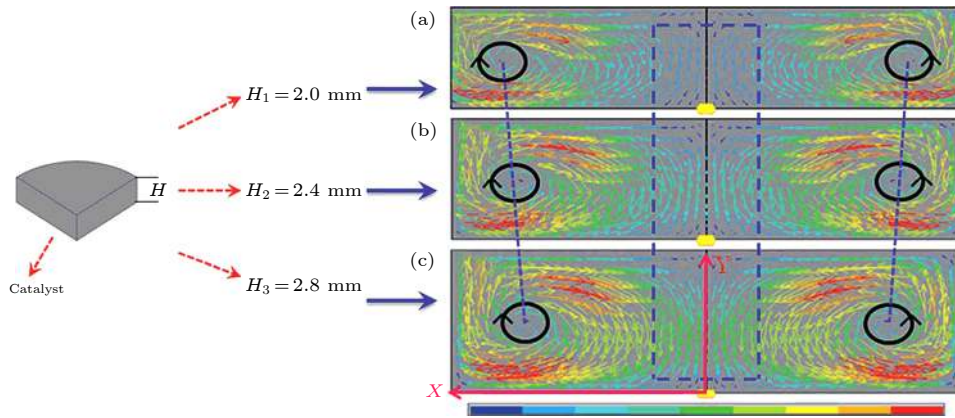 (a)
H₁ = 2.0 mm
(b)
H
H₂ = 2.4 mm
(c)
Y
H₃ = 2.8 mm
Catalyst
X